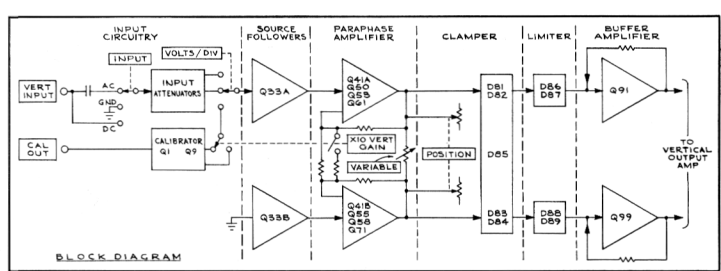 INPUT
CIRCUITRY
SOURCE
FOLLOWERS
PARAPHASE
AMPLIFIER
CLAMPER
LIMITER
BUFFER
AMPLIFIER
INPUT
VOLTS/DIV
VERT
INPUT
AC
GND
DC
INPUT
ATTENUATORS
Q33A
Q41A
Q50
Q53
Q61
D81
D82
D86
D87
Q91
CAL
OUT
CALIBRATOR
Q1 Q9
X10 VERT
GAIN
VARIABLE
POSITION
D85
TO
VERTICAL
OUTPUT
AMP
Q33B
Q41B
Q55
Q58
Q71
D83
D84
D88
D89
Q99
BLOCK DIAGRAM